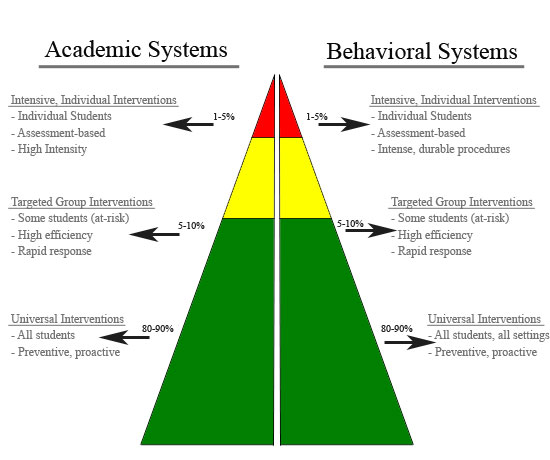 Academic Systems
Intensive, Individual Interventions
- Individual Students
- Assessment-based
- High Intensity
1-5%
Targeted Group Interventions
- Some students (at-risk)
- High efficiency
- Rapid response
5-10%
Universal Interventions
- All students
- Preventive, proactive
80-90%
Behavioral Systems
Intensive, Individual Interventions
- Individual Students
- Assessment-based
- Intense, durable procedures
1-5%
Targeted Group Interventions
- Some students (at-risk)
- High efficiency
- Rapid response
5-10%
Universal Interventions
- All students, all settings
- Preventive, proactive
80-90%